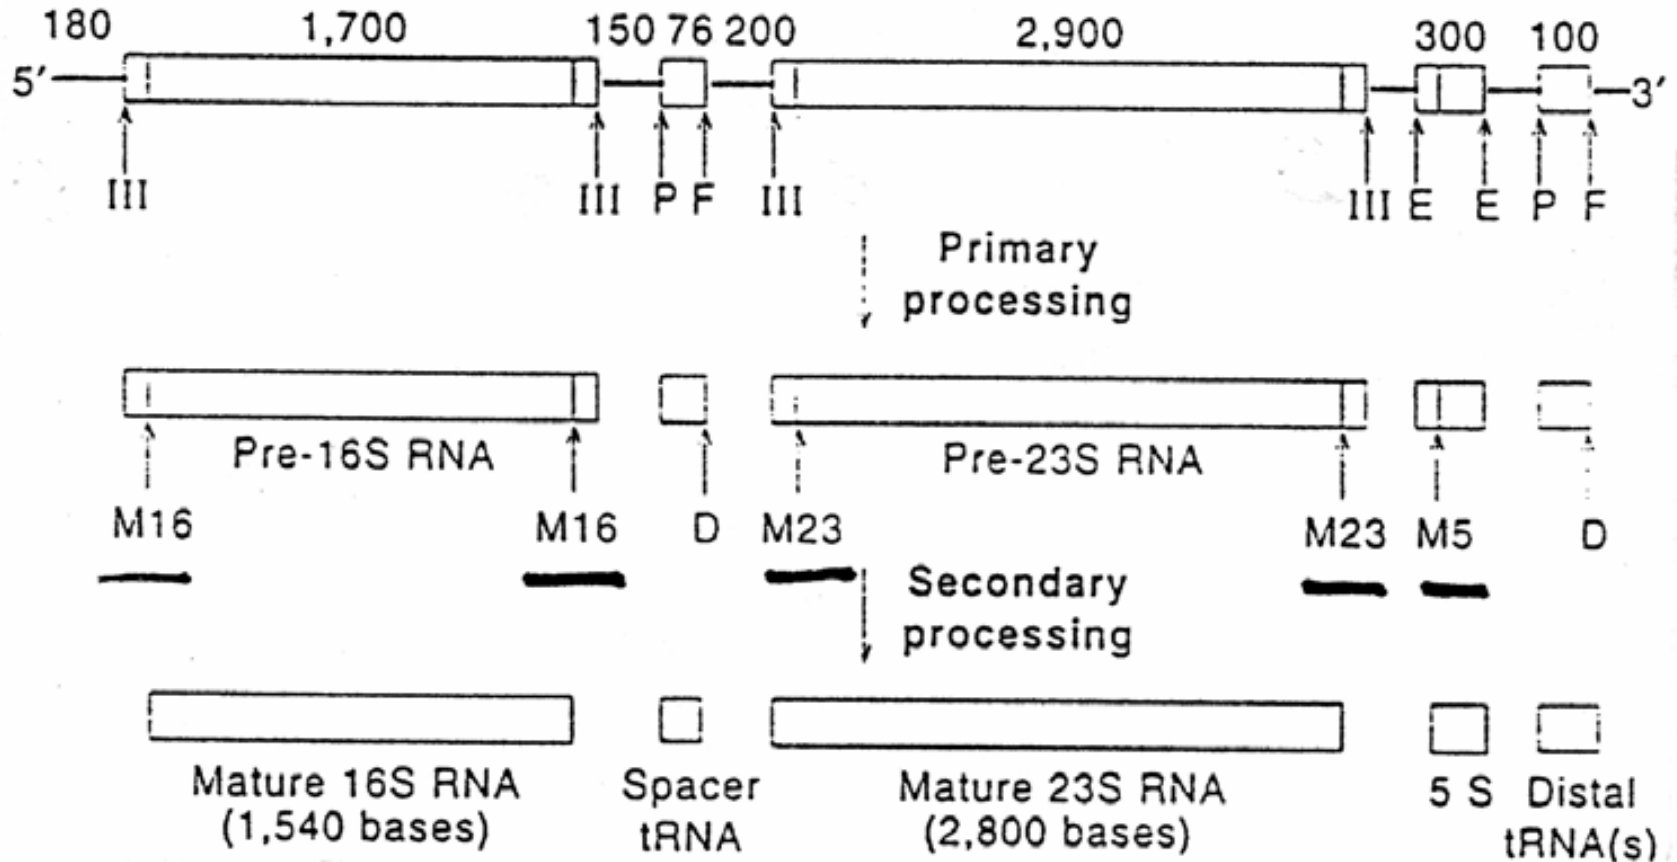 180 1,700 150 76 200 2,900 300 100
5′ 3′
III III P F III III E E P F
Primary
processing
Pre-16S RNA Pre-23S RNA
M16 M16 D M23 M23 M5 D
Secondary
processing
Mature 16S RNA Spacer Mature 23S RNA 5 S Distal
(1,540 bases) tRNA (2,800 bases) tRNA(s)